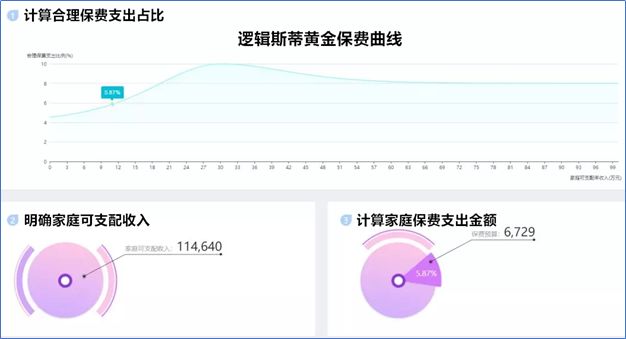 1 计算合理保费支出占比
逻辑斯蒂黄金保费曲线
合理保费支出比例(%)
10
8
6
4
2
0
5.87%
0 3 6 9 12 15 18 21 24 27 30 33 36 39 42 45 48 51 54 57 60 63 66 69 72 75 78 81 84 87 90 93 96 99
家庭可支配年收入(万元)
2 明确家庭可支配收入
家庭可支配收入：114,640
3 计算家庭保费支出金额
保费预算：6,729
5.87%